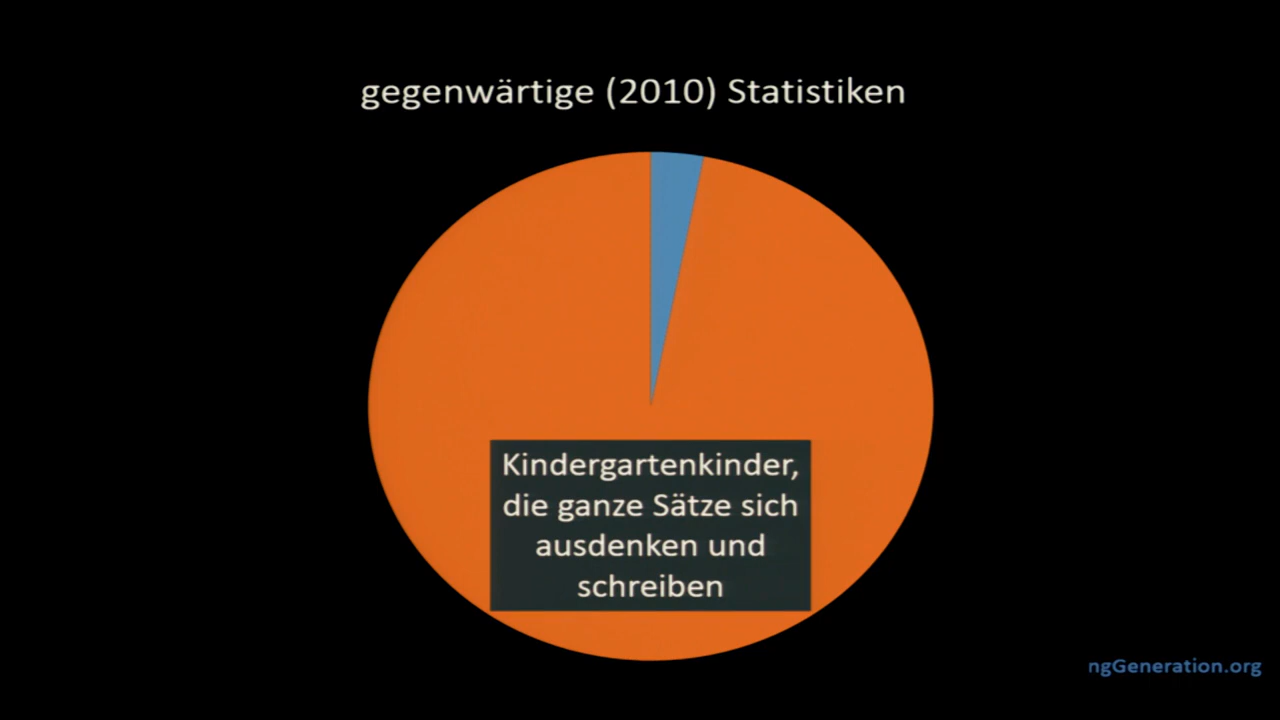 gegenwärtige (2010) Statistiken
Kindergartenkinder,
die ganze Sätze sich
ausdenken und
schreiben
ngGeneration.org